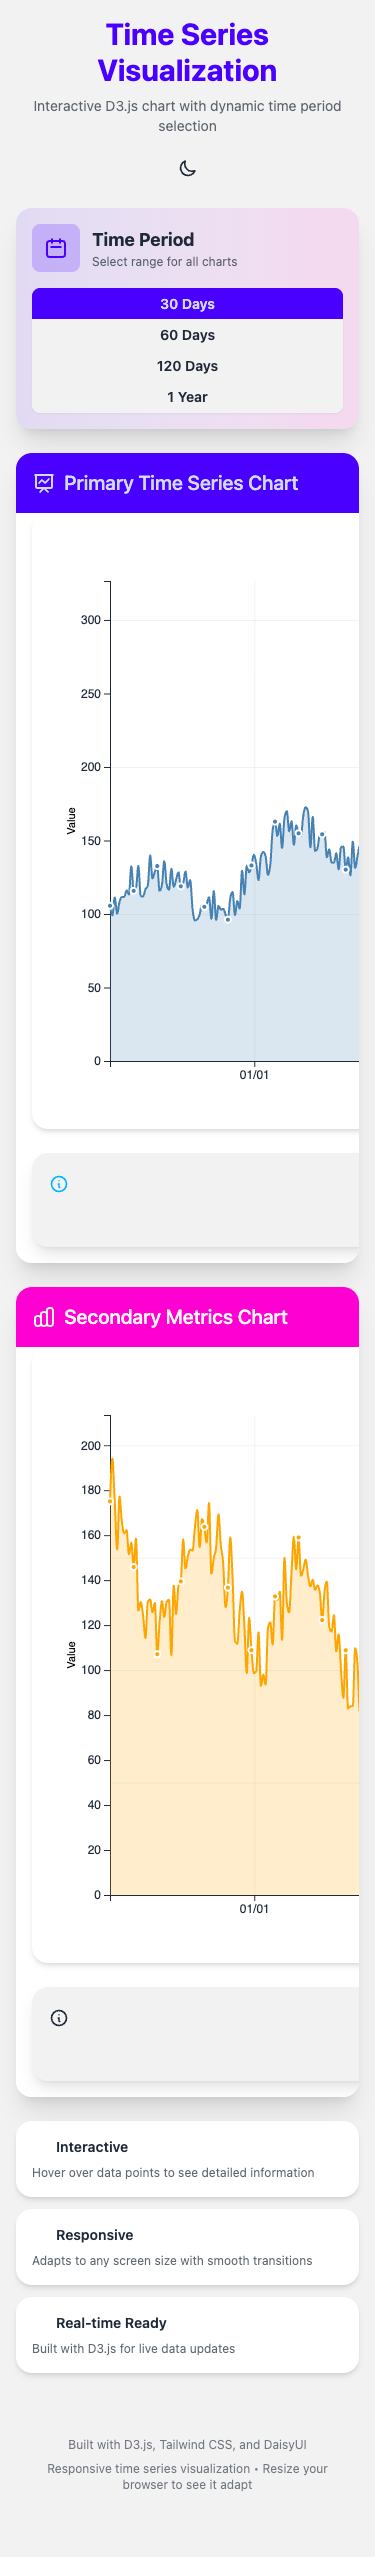 Time Series
Visualization
Interactive D3.js chart with dynamic time period
selection
Time Period
Select range for all charts
30 Days
60 Days
120 Days
1 Year
Primary Time Series Chart
300
250
200
150
100
50
0
Value
01/01
Secondary Metrics Chart
200
180
160
140
120
100
80
60
40
20
0
Value
01/01
Interactive
Hover over data points to see detailed information
Responsive
Adapts to any screen size with smooth transitions
Real-time Ready
Built with D3.js for live data updates
Built with D3.js, Tailwind CSS, and DaisyUI
Responsive time series visualization • Resize your
browser to see it adapt